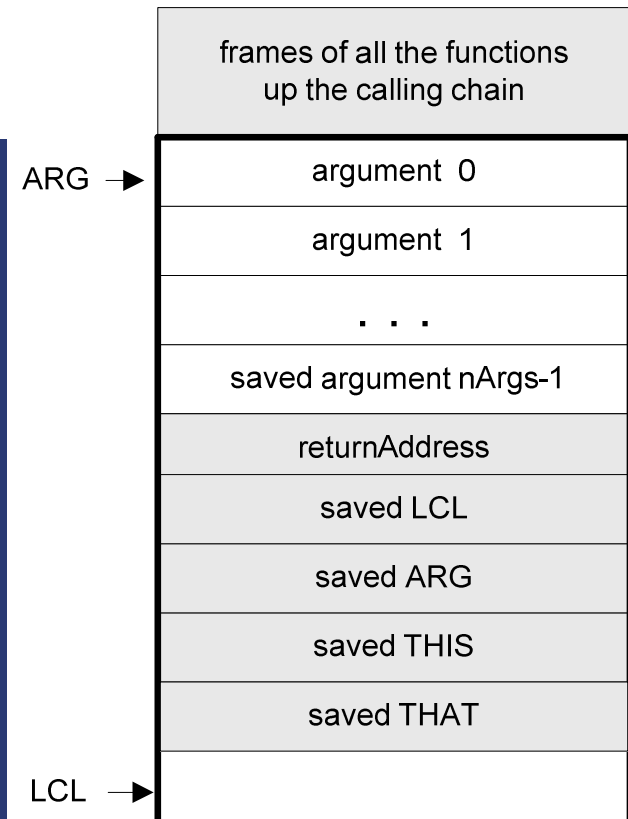 frames of all the functions
up the calling chain
ARG
argument 0
argument 1
. . .
saved argument nArgs-1
returnAddress
saved LCL
saved ARG
saved THIS
saved THAT
LCL